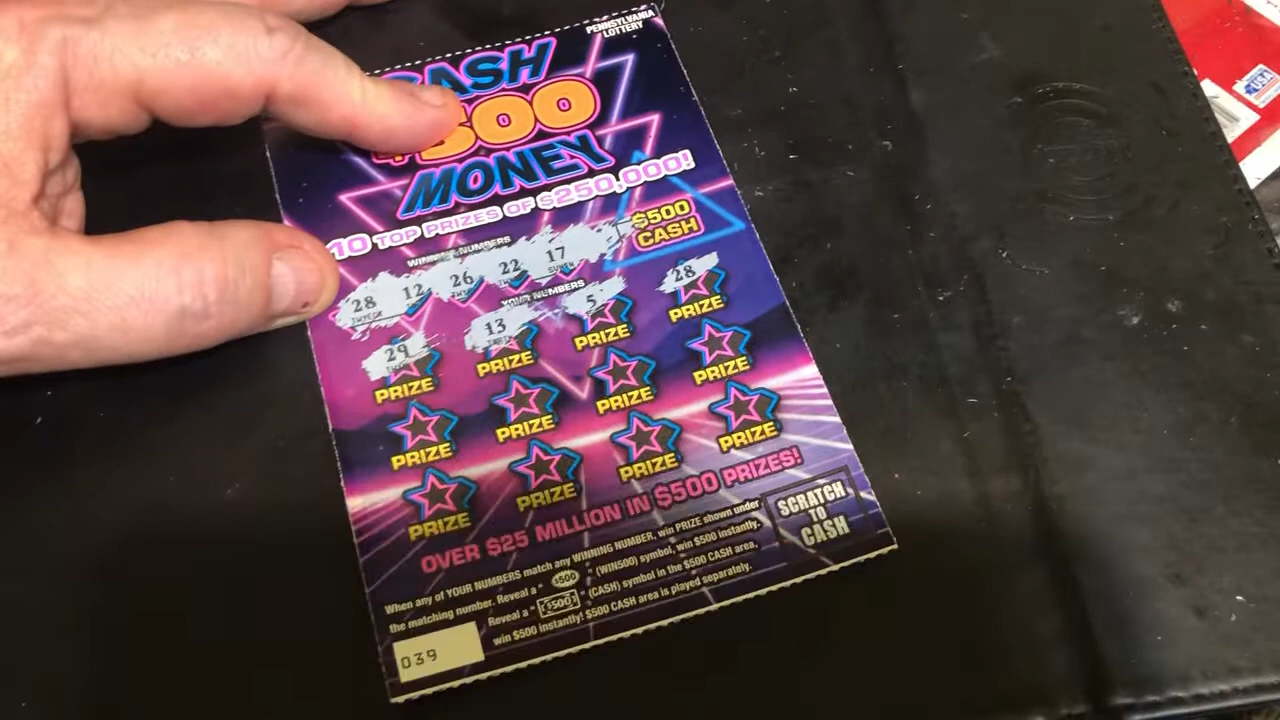 PENNSYLVANIA
LOTTERY
CASH
$500
MONEY
10 TOP PRIZES OF $250,000!
$500
CASH
WINNING NUMBERS
28 12 26 22 17
YOUR NUMBERS
29 13 5 28
PRIZE PRIZE PRIZE PRIZE
PRIZE PRIZE PRIZE PRIZE
PRIZE PRIZE PRIZE PRIZE
OVER $25 MILLION IN $500 PRIZES!
SCRATCH
TO
CASH
When any of YOUR NUMBERS match any WINNING NUMBER, win PRIZE shown under
the matching number. Reveal a "$500" (WIN500) symbol, win $500 instantly.
Reveal a "$500" (CASH) symbol in the $500 CASH area,
win $500 instantly! $500 CASH area is played separately.
039
USA